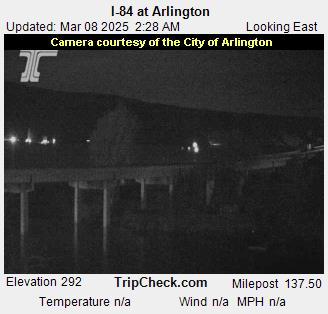 I-84 at Arlington
Updated: Mar 08 2025 2:28 AM Looking East
Camera courtesy of the City of Arlington
Elevation 292 TripCheck.com Milepost 137.50
Temperature n/a Wind n/a MPH n/a